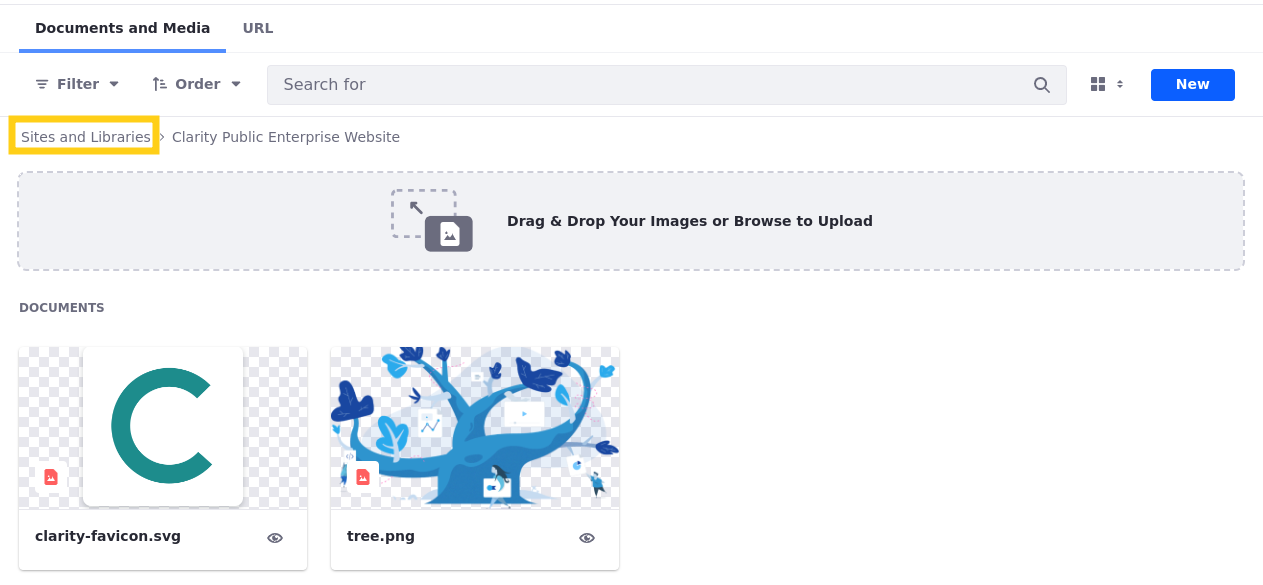 Documents and Media URL
Filter Order Search for New
Sites and Libraries › Clarity Public Enterprise Website
Drag & Drop Your Images or Browse to Upload
DOCUMENTS
clarity-favicon.svg tree.png